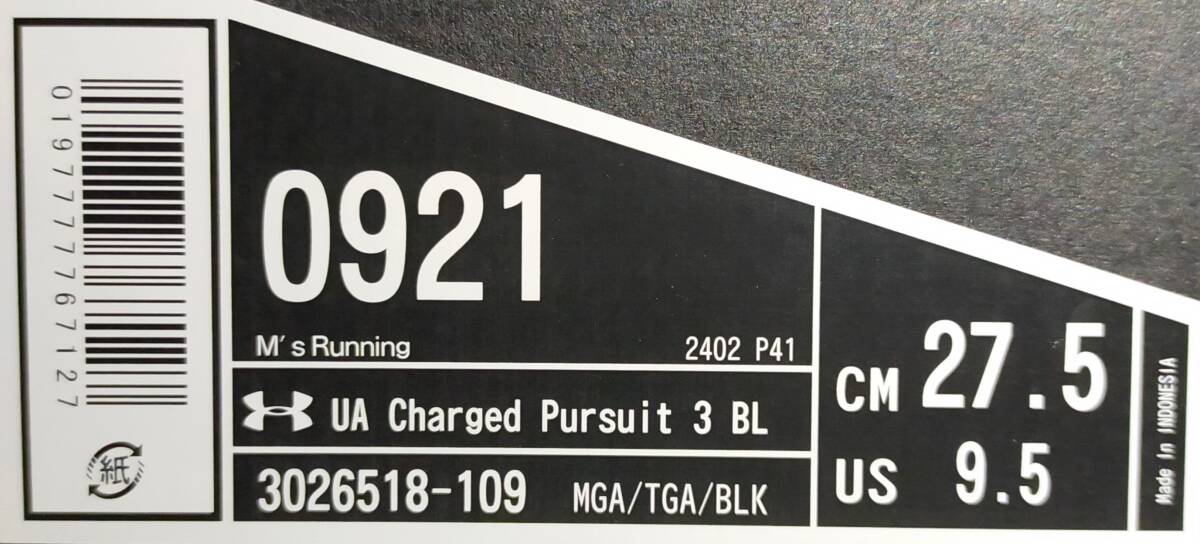 0197777767127
紙
0921
M's Running
2402 P41
UA Charged Pursuit 3 BL
3026518-109 MGA/TGA/BLK
CM 27.5
US 9.5
Made In INDONESIA